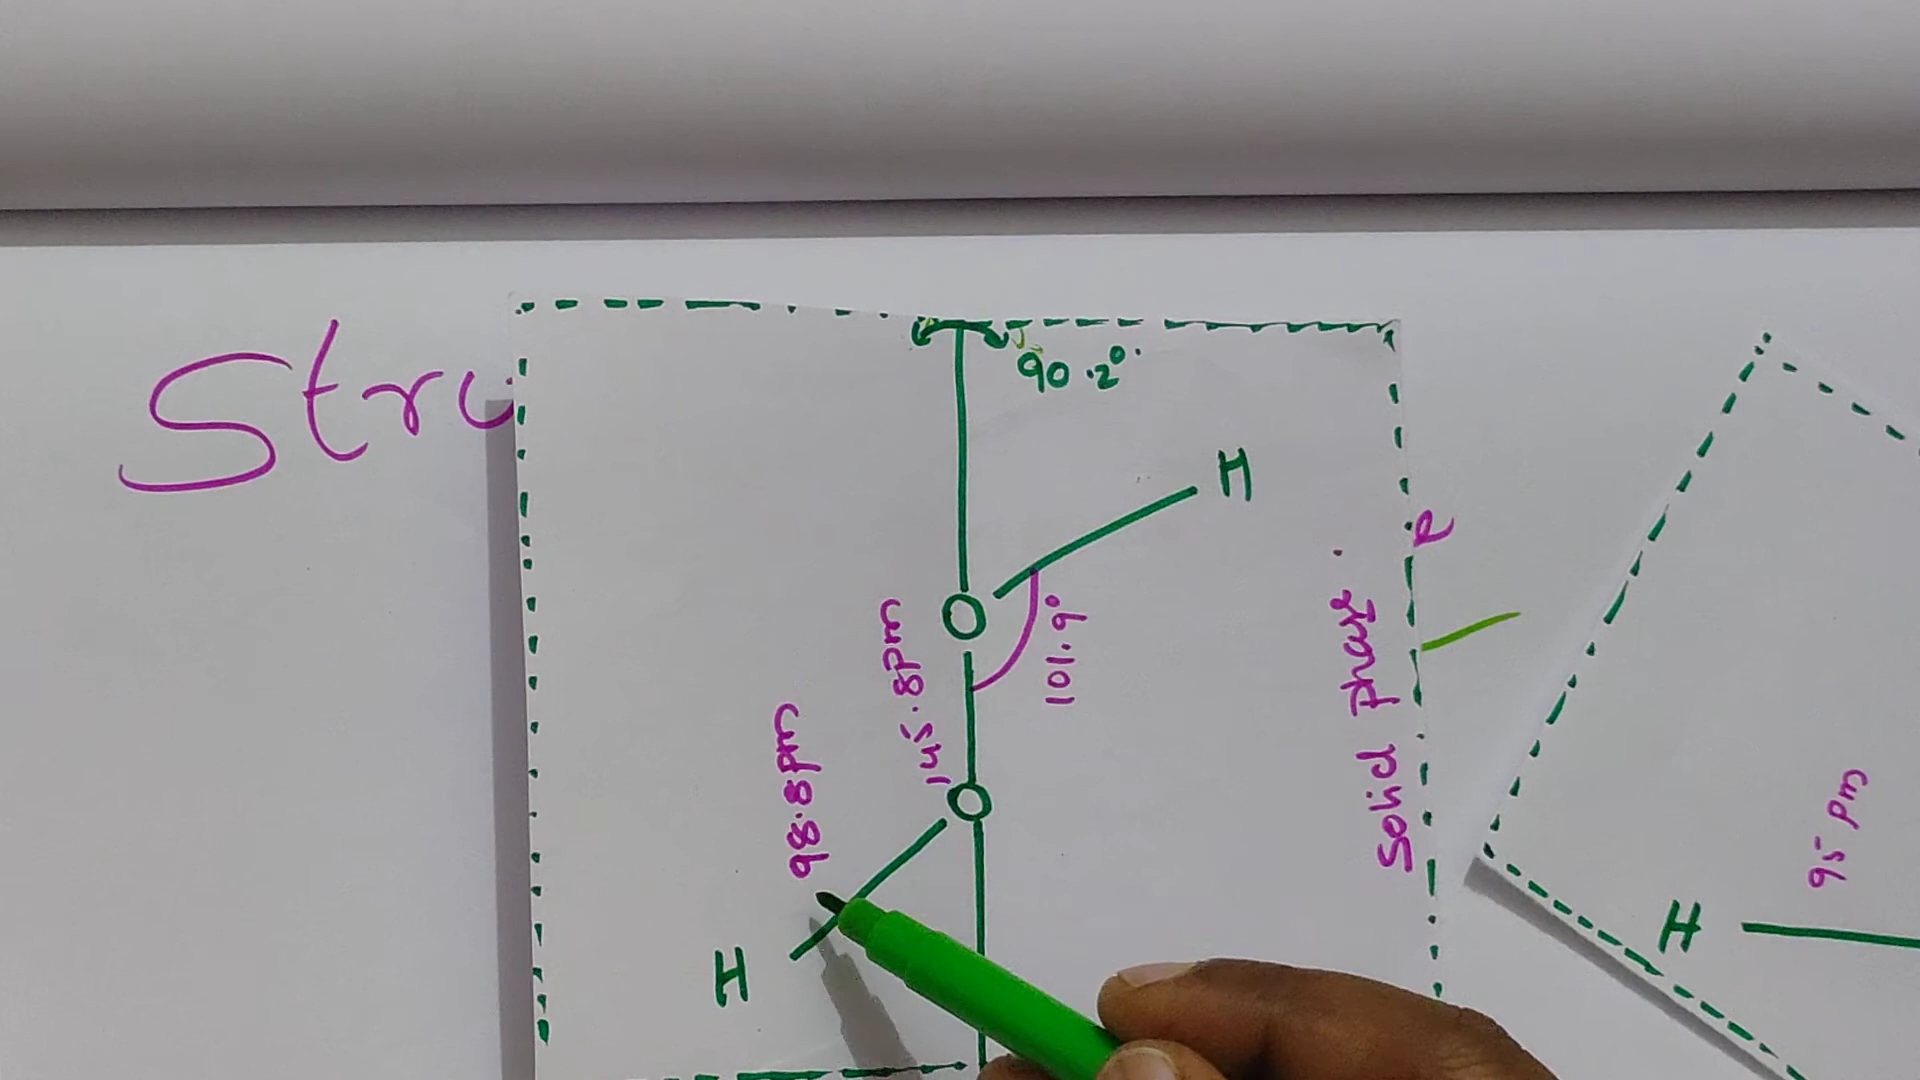 Stru
90.2°
H
O
101.9°
145.8pm
98.8pm
O
H
Solid phase.
95 pm
H